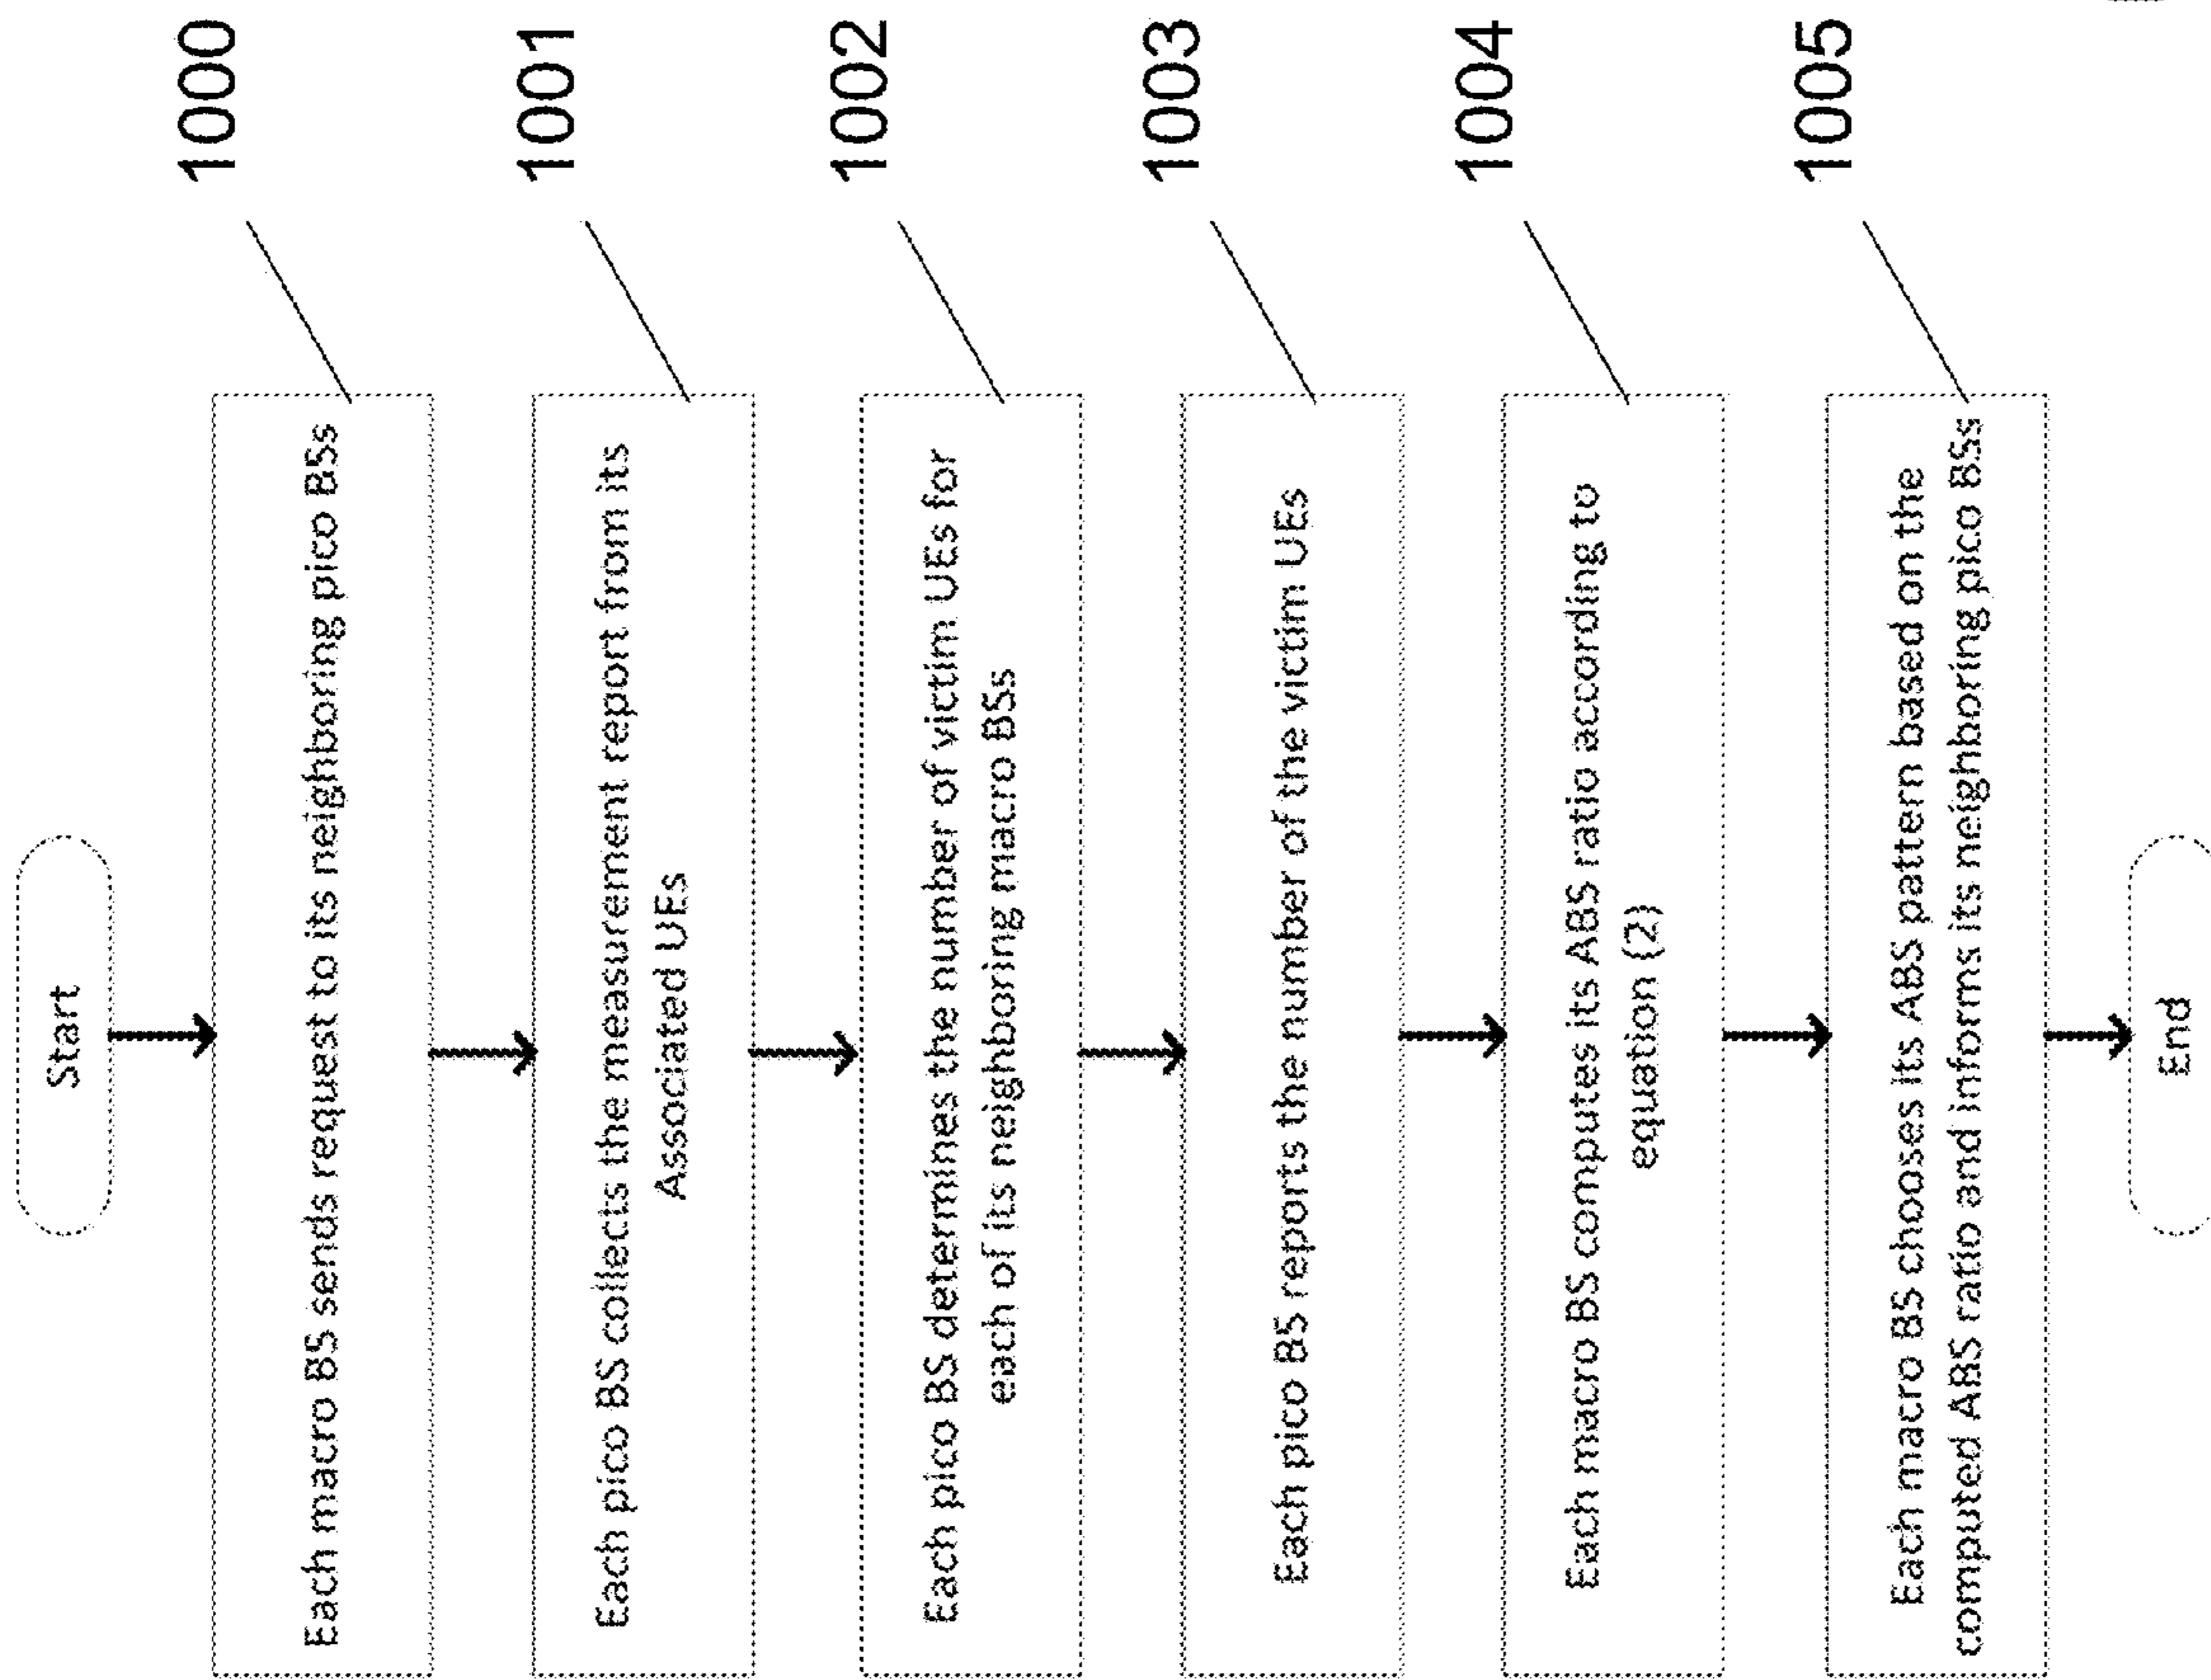 Start
1000
Each macro BS sends request to its neighboring pico BSs
1001
Each pico BS collects the measurement report from its
Associated UEs
1002
Each pico BS determines the number of victim UEs for
each of its neighboring macro BSs
1003
Each pico BS reports the number of the victim UEs
1004
Each macro BS computes its ABS ratio according to
equation (2)
1005
Each macro BS chooses its ABS pattern based on the
computed ABS ratio and informs its neighboring pico BSs
End